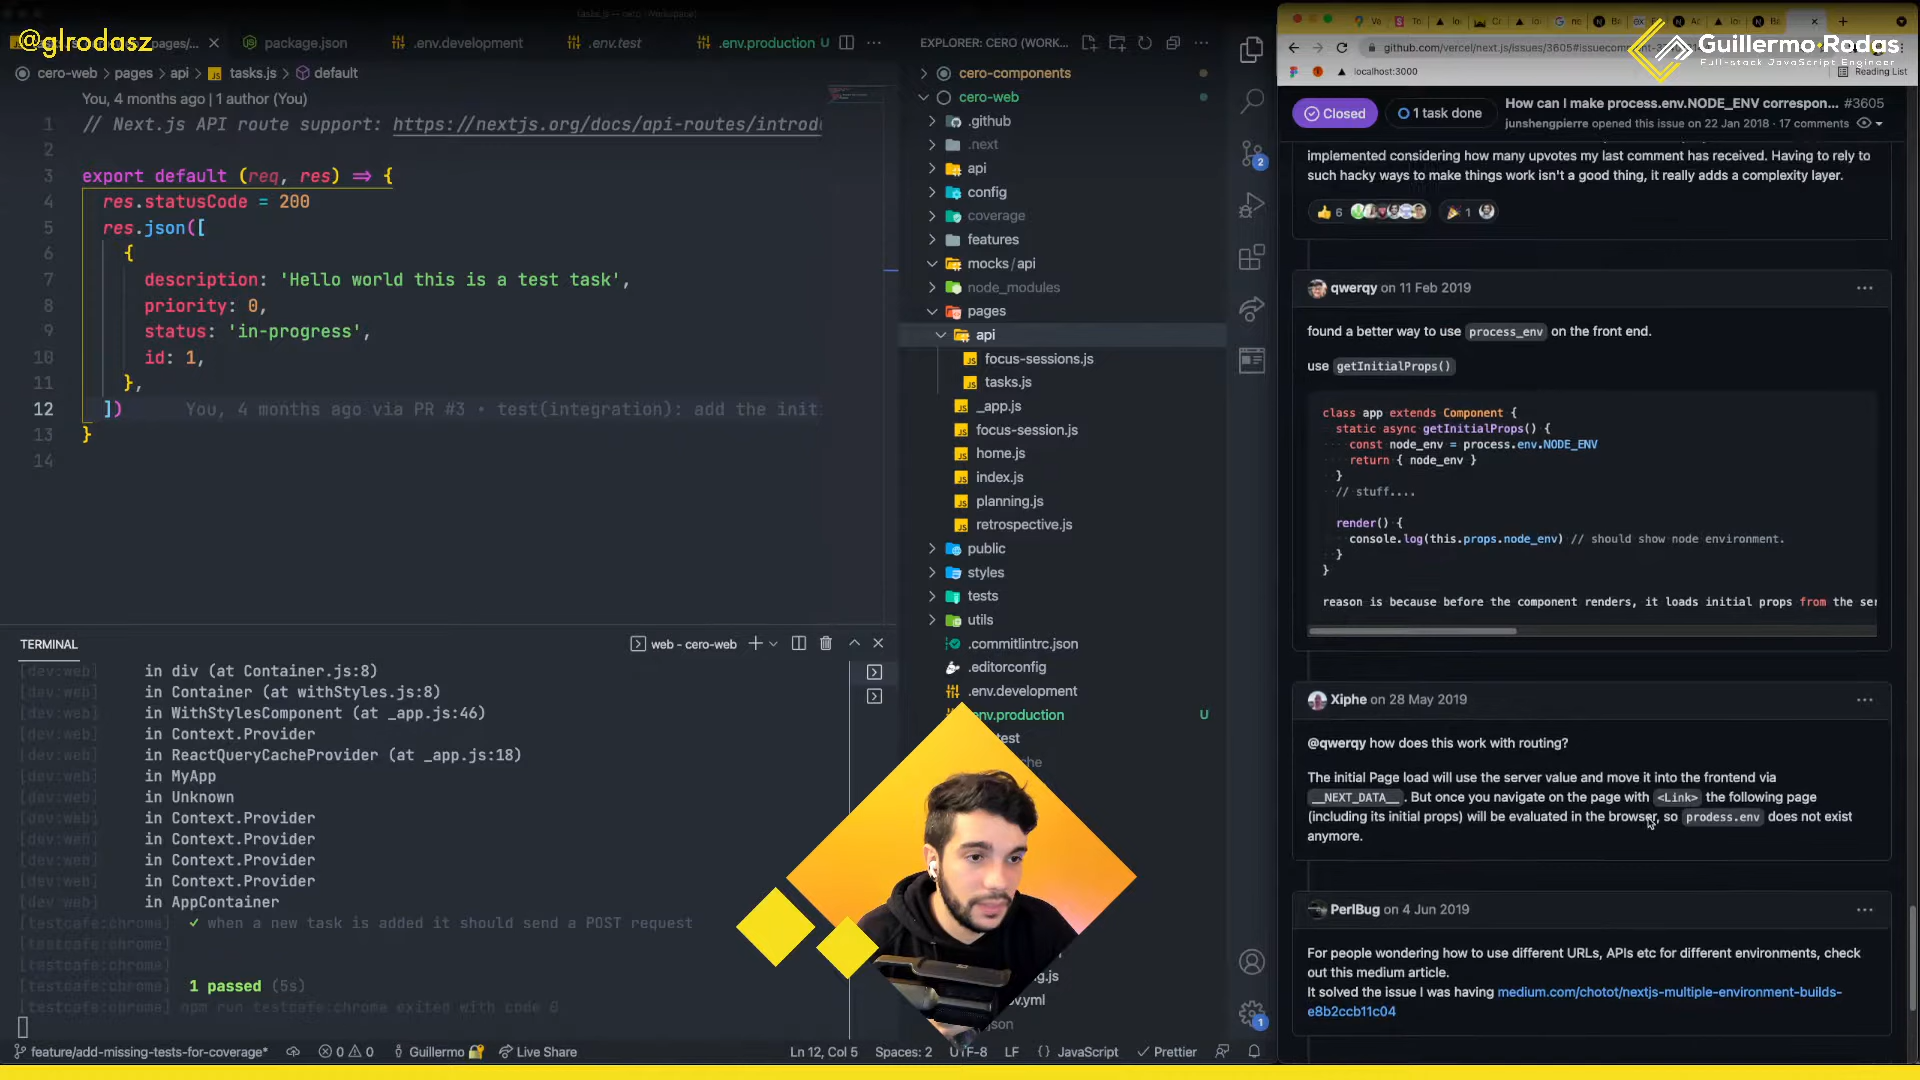 @glrodasz
tasks.js — cero (Workspace)
pages/...
package.json
.env.development
.env.test
.env.production U
cero-web > pages > api > tasks.js > default
You, 4 months ago | 1 author (You)
1 // Next.js API route support: https://nextjs.org/docs/api-routes/introdu
2
3 export default (req, res) => {
4 res.statusCode = 200
5 res.json([
6 {
7 description: 'Hello world this is a test task',
8 priority: 0,
9 status: 'in-progress',
10 id: 1,
11 },
12 ]) You, 4 months ago via PR #3 • test(integration): add the init
13 }
14
TERMINAL
web - cero-web
[dev:web] in div (at Container.js:8)
[dev:web] in Container (at withStyles.js:8)
[dev:web] in WithStylesComponent (at _app.js:46)
[dev:web] in Context.Provider
[dev:web] in ReactQueryCacheProvider (at _app.js:18)
[dev:web] in MyApp
[dev:web] in Unknown
[dev:web] in Context.Provider
[dev:web] in Context.Provider
[dev:web] in Context.Provider
[dev:web] in Context.Provider
[dev:web] in AppContainer
[testcafe:chrome] ✓ when a new task is added it should send a POST request
[testcafe:chrome]
[testcafe:chrome]
[testcafe:chrome] 1 passed (5s)
[testcafe:chrome] npm run testcafe:chrome exited with code 0
feature/add-missing-tests-for-coverage*
0 0
Guillermo
Live Share
Ln 12, Col 5
Spaces: 2
UTF-8
LF
{ } JavaScript
✓ Prettier
EXPLORER: CERO (WORK...
cero-components
cero-web
.github
.next
api
config
coverage
features
mocks/api
node_modules
pages
api
focus-sessions.js
tasks.js
_app.js
focus-session.js
home.js
index.js
planning.js
retrospective.js
public
styles
tests
utils
.commitlintrc.json
.editorconfig
.env.development
env.production U
2
1
Guillermo Rodas
Full-stack JavaScript Engineer
github.com/vercel/next.js/issues/3605#issuecomment-3
localhost:3000
Reading List
Closed
1 task done
How can I make process.env.NODE_ENV correspon... #3605
junshengpierre opened this issue on 22 Jan 2018 · 17 comments
implemented considering how many upvotes my last comment has received. Having to rely to
such hacky ways to make things work isn't a good thing, it really adds a complexity layer.
👍 6 🎉 1
qwerqy on 11 Feb 2019
found a better way to use process_env on the front end.
use getInitialProps()
class app extends Component {
static async getInitialProps() {
const node_env = process.env.NODE_ENV
return { node_env }
}
// stuff....
render() {
console.log(this.props.node_env) // should show node environment.
}
}
reason is because before the component renders, it loads initial props from the ser
Xiphe on 28 May 2019
@qwerqy how does this work with routing?
The initial Page load will use the server value and move it into the frontend via
__NEXT_DATA__. But once you navigate on the page with <Link> the following page
(including its initial props) will be evaluated in the browser, so prodess.env does not exist
anymore.
PerlBug on 4 Jun 2019
For people wondering how to use different URLs, APIs etc for different environments, check
out this medium article.
It solved the issue I was having medium.com/chotot/nextjs-multiple-environment-builds-
e8b2ccb11c04